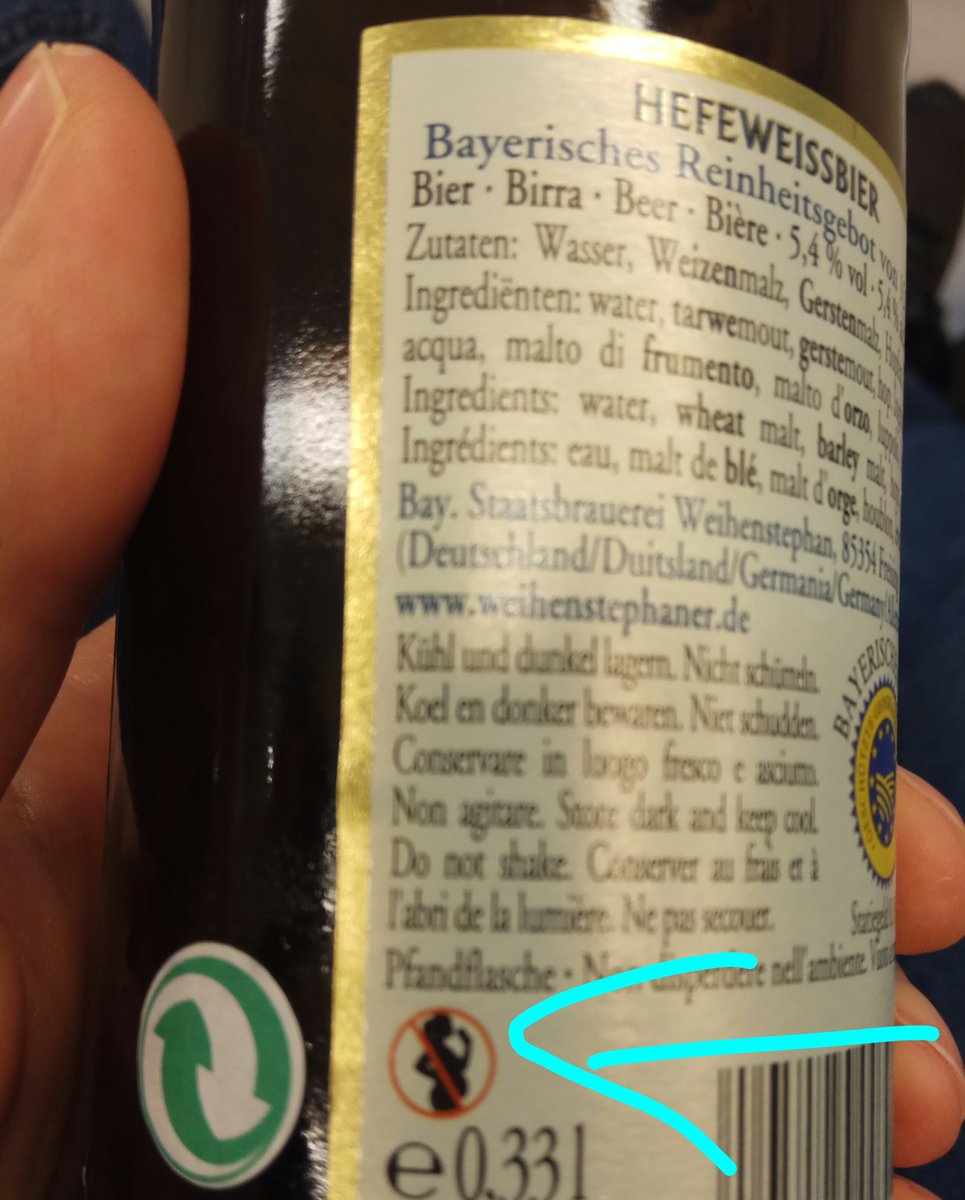 HEFEWEISSBIER
Bayerisches Reinheitsgebot von
Bier · Birra · Beer · Bière · 5,4 % vol · 5,4 %
Zutaten: Wasser, Weizenmalz, Gerstenmalz,
Ingrediënten: water, tarwemout, gerstemout, hop,
acqua, malto di frumento, malto d'orzo,
Ingredients: water, wheat malt, barley malt,
Ingrédients: eau, malt de blé, malt d'orge, houblon,
Bay. Staatsbrauerei Weihenstephan, 85354
(Deutschland/Duitsland/Germania/Germany/
www.weihenstephaner.de
Kühl und dunkel lagern. Nicht schütteln.
Koel en donker bewaren. Niet schudden.
Conservare in luogo fresco e asciutto.
Non agitare. Store dark and keep cool.
Do not shake. Conserver au frais et à
l'abri de la lumière. Ne pas secouer.
Pfandflasche · Non disperdere nell'ambiente.
BAYERISCHE
e 0,33 l